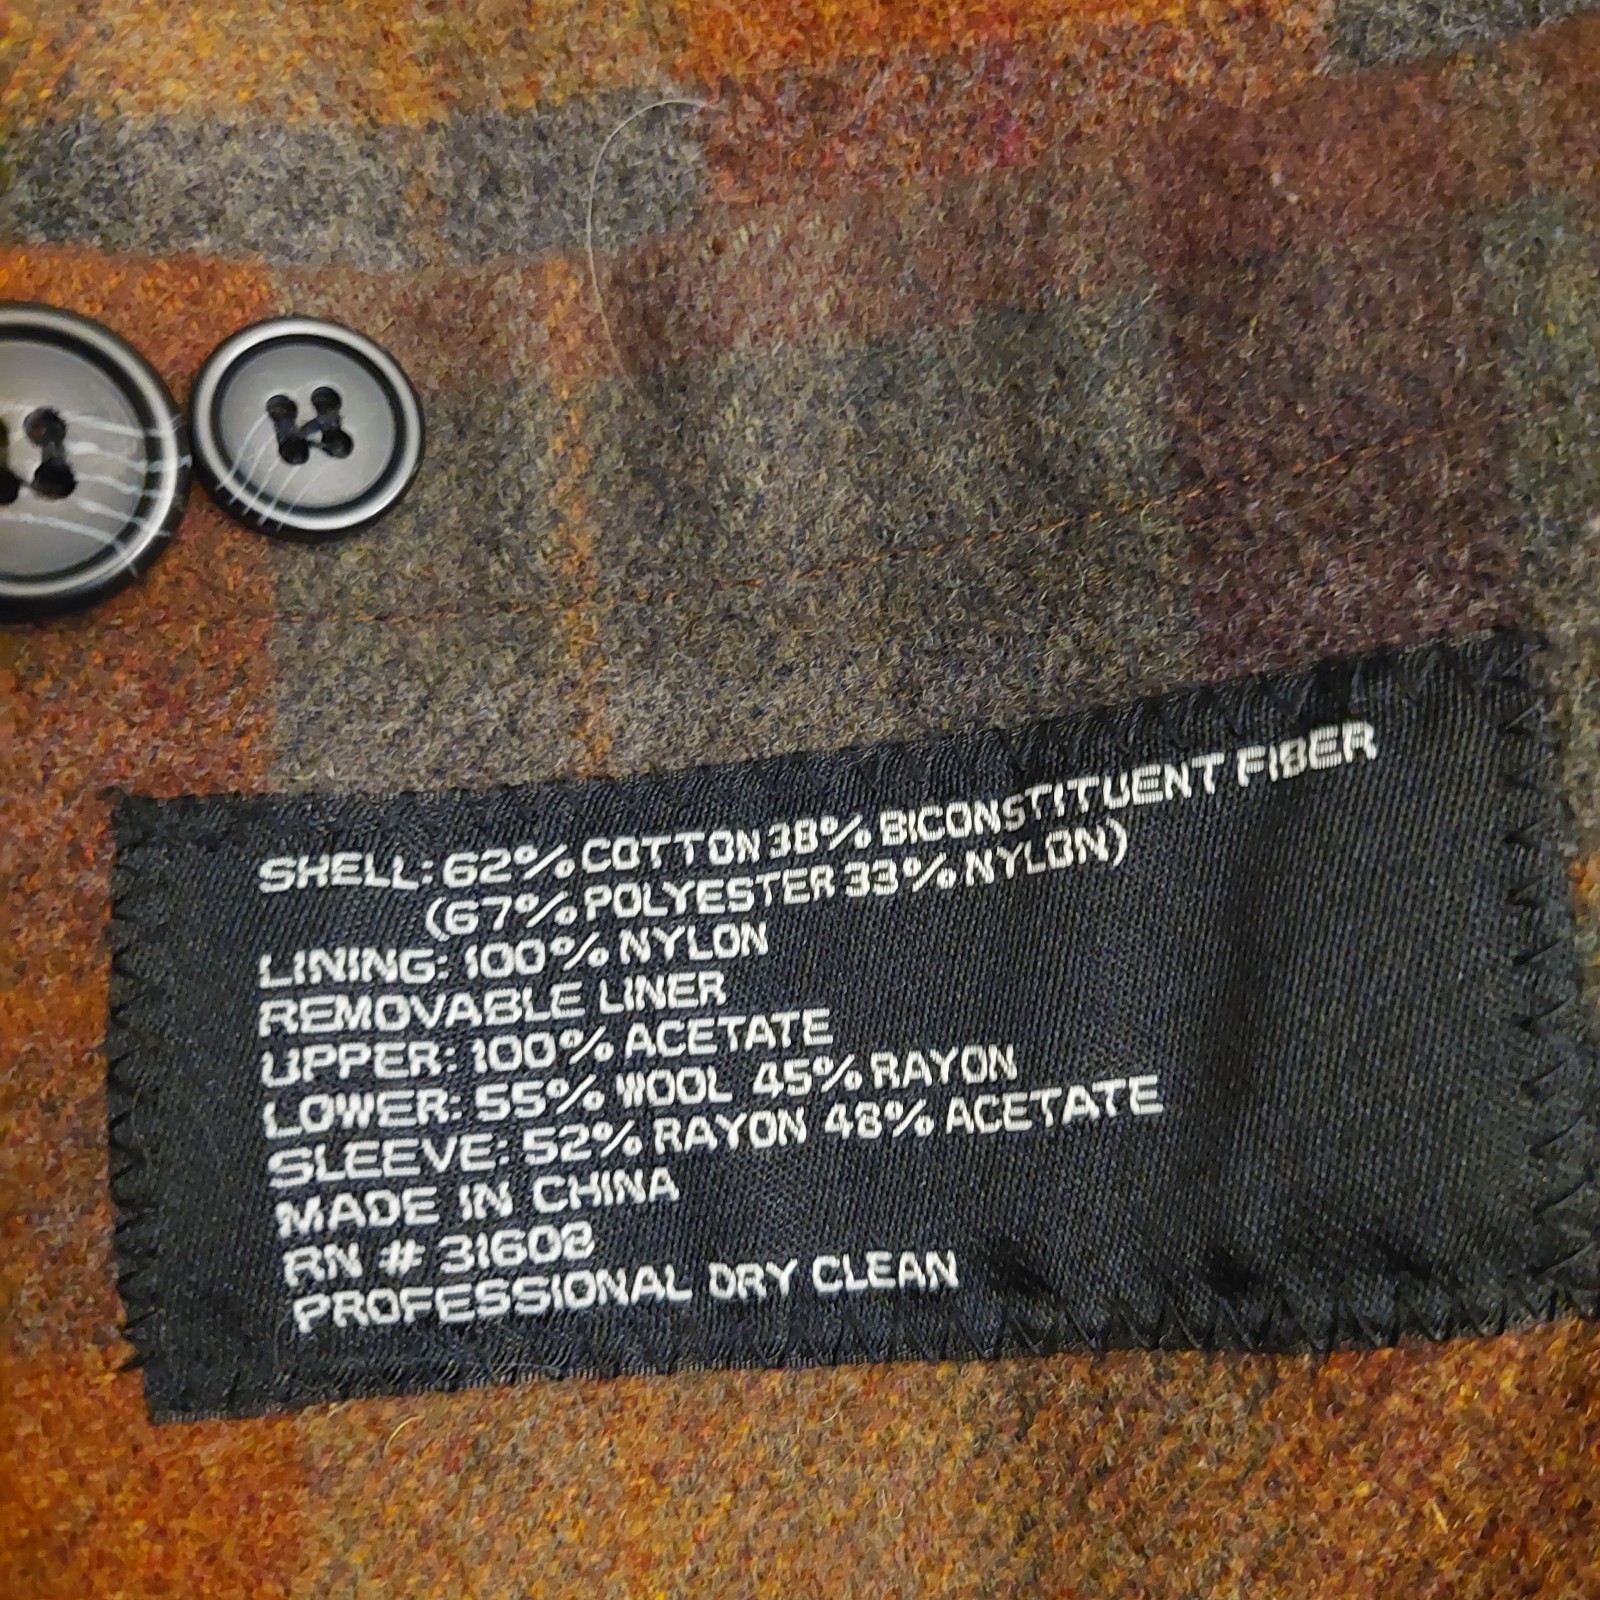 SHELL: 62% COTTON 38% BICONSTITUENT FIBER
(67% POLYESTER 33% NYLON)
LINING: 100% NYLON
REMOVABLE LINER
UPPER: 100% ACETATE
LOWER: 55% WOOL 45% RAYON
SLEEVE: 52% RAYON 48% ACETATE
MADE IN CHINA
RN # 31608
PROFESSIONAL DRY CLEAN